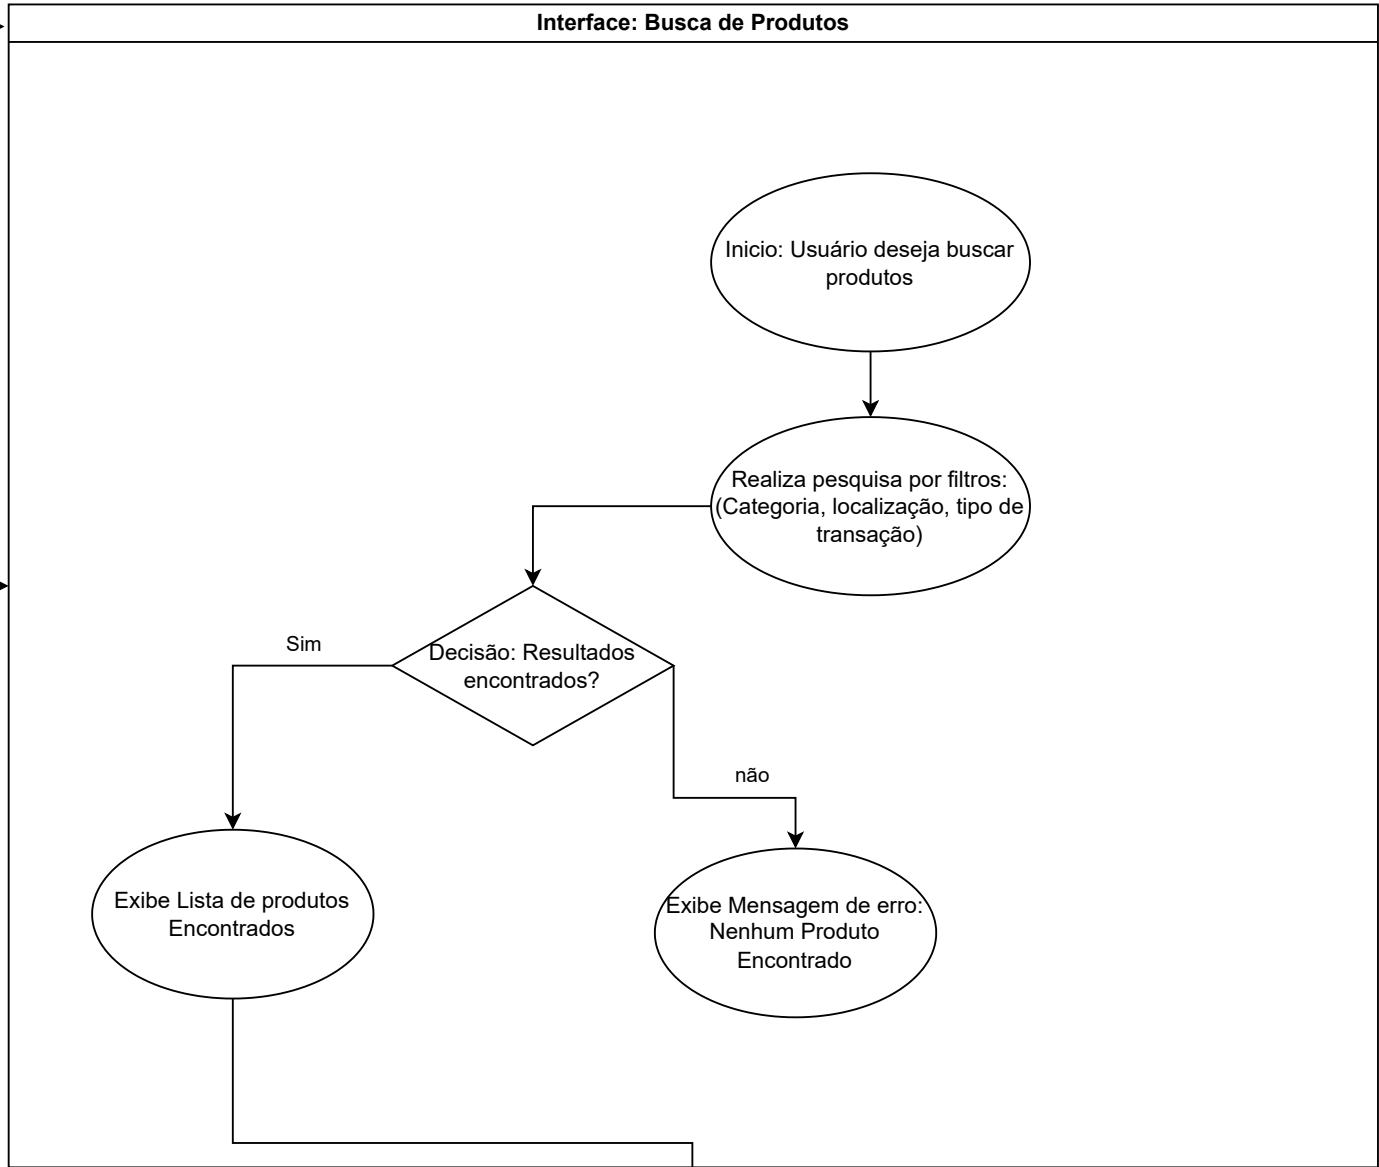 Interface: Busca de Produtos
Inicio: Usuário deseja buscar
produtos
Realiza pesquisa por filtros:
(Categoria, localização, tipo de
transação)
Decisão: Resultados
encontrados?
Sim
não
Exibe Lista de produtos
Encontrados
Exibe Mensagem de erro:
Nenhum Produto
Encontrado